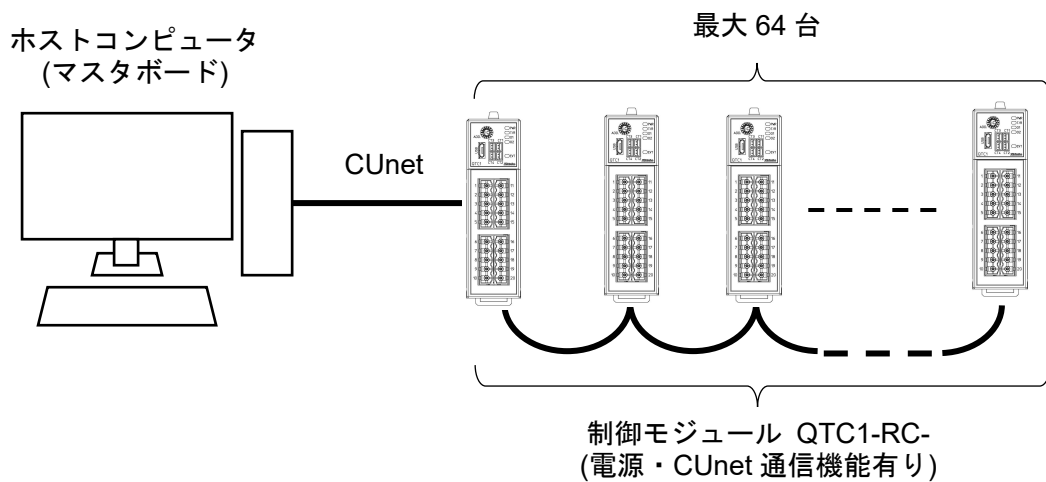 最大 64 台
ホストコンピュータ
(マスタボード)
CUnet
制御モジュール QTC1-RC-
(電源・CUnet 通信機能有り)